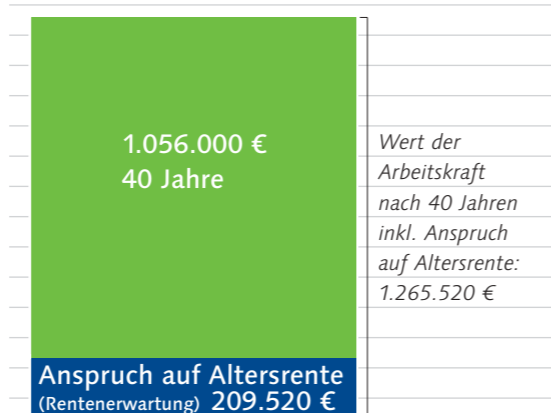 1.056.000 €
40 Jahre
Wert der
Arbeitskraft
nach 40 Jahren
inkl. Anspruch
auf Altersrente:
1.265.520 €
Anspruch auf Altersrente
(Rentenerwartung) 209.520 €